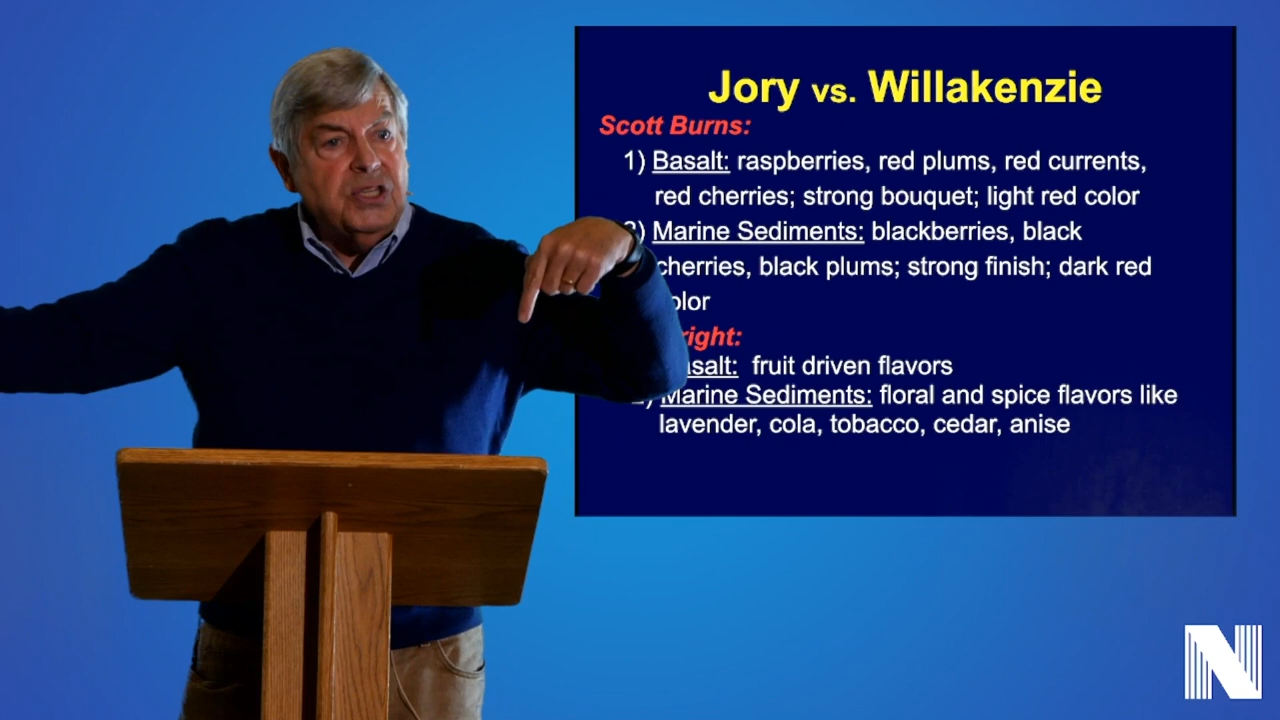 Jory vs. Willakenzie
Scott Burns:
1) Basalt: raspberries, red plums, red currents,
red cherries; strong bouquet; light red color
Marine Sediments: blackberries, black
cherries, black plums; strong finish; dark red
olor
right:
asalt: fruit driven flavors
2) Marine Sediments: floral and spice flavors like
lavender, cola, tobacco, cedar, anise
N